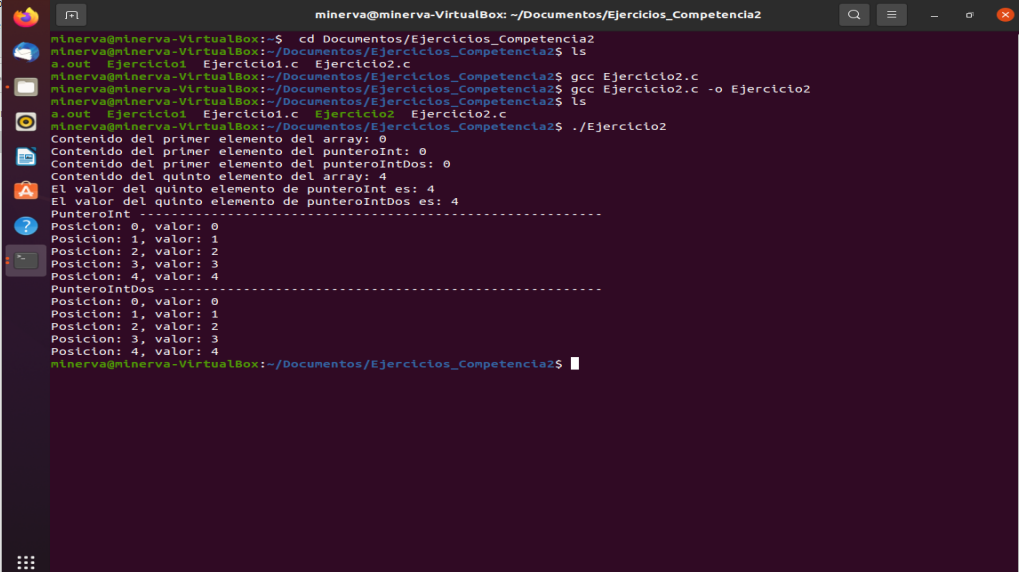 minerva@minerva-VirtualBox: ~/Documentos/Ejercicios_Competencia2
minerva@minerva-VirtualBox:~$  cd Documentos/Ejercicios_Competencia2
minerva@minerva-VirtualBox:~/Documentos/Ejercicios_Competencia2$ ls
a.out  Ejercicio1  Ejercicio1.c  Ejercicio2.c
minerva@minerva-VirtualBox:~/Documentos/Ejercicios_Competencia2$ gcc Ejercicio2.c
minerva@minerva-VirtualBox:~/Documentos/Ejercicios_Competencia2$ gcc Ejercicio2.c -o Ejercicio2
minerva@minerva-VirtualBox:~/Documentos/Ejercicios_Competencia2$ ls
a.out  Ejercicio1  Ejercicio1.c  Ejercicio2  Ejercicio2.c
minerva@minerva-VirtualBox:~/Documentos/Ejercicios_Competencia2$ ./Ejercicio2
Contenido del primer elemento del array: 0
Contenido del primer elemento del punteroInt: 0
Contenido del primer elemento del punteroIntDos: 0
Contenido del quinto elemento del array: 4
El valor del quinto elemento de punteroInt es: 4
El valor del quinto elemento de punteroIntDos es: 4
PunteroInt ----------------------------------------------------------
Posicion: 0, valor: 0
Posicion: 1, valor: 1
Posicion: 2, valor: 2
Posicion: 3, valor: 3
Posicion: 4, valor: 4
PunteroIntDos -------------------------------------------------------
Posicion: 0, valor: 0
Posicion: 1, valor: 1
Posicion: 2, valor: 2
Posicion: 3, valor: 3
Posicion: 4, valor: 4
minerva@minerva-VirtualBox:~/Documentos/Ejercicios_Competencia2$